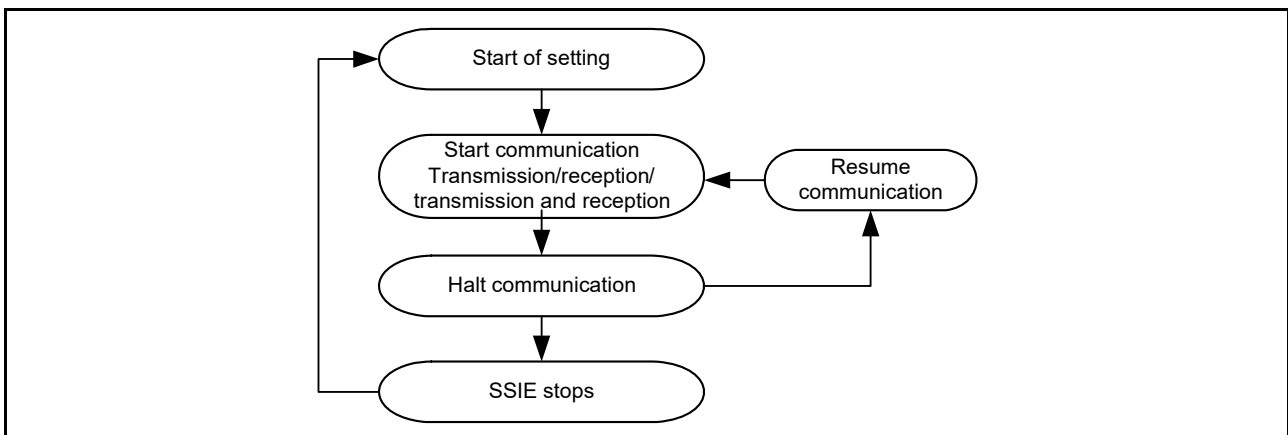 Start of setting
Start communication
Transmission/reception/
transmission and reception
Resume
communication
Halt communication
SSIE stops